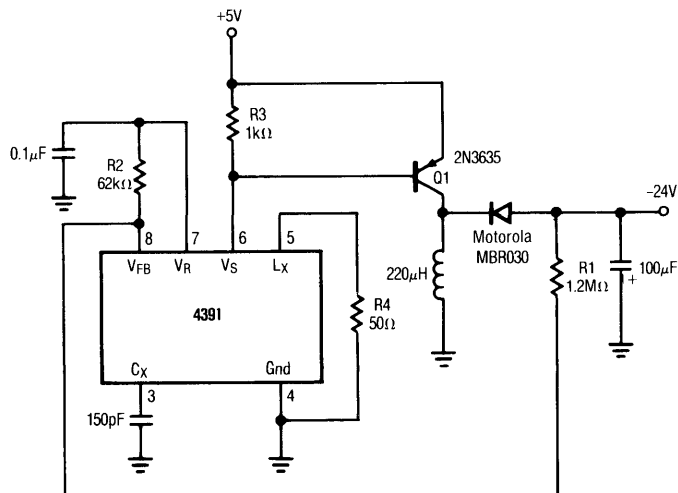 +5V
R3
1kΩ
0.1μF
R2
62kΩ
2N3635
Q1
-24V
8
7
6
5
VFB
VR
VS
LX
Motorola
MBR030
220μH
R1
1.2MΩ
100μF
+
4391
R4
50Ω
CX
Gnd
3
4
150pF